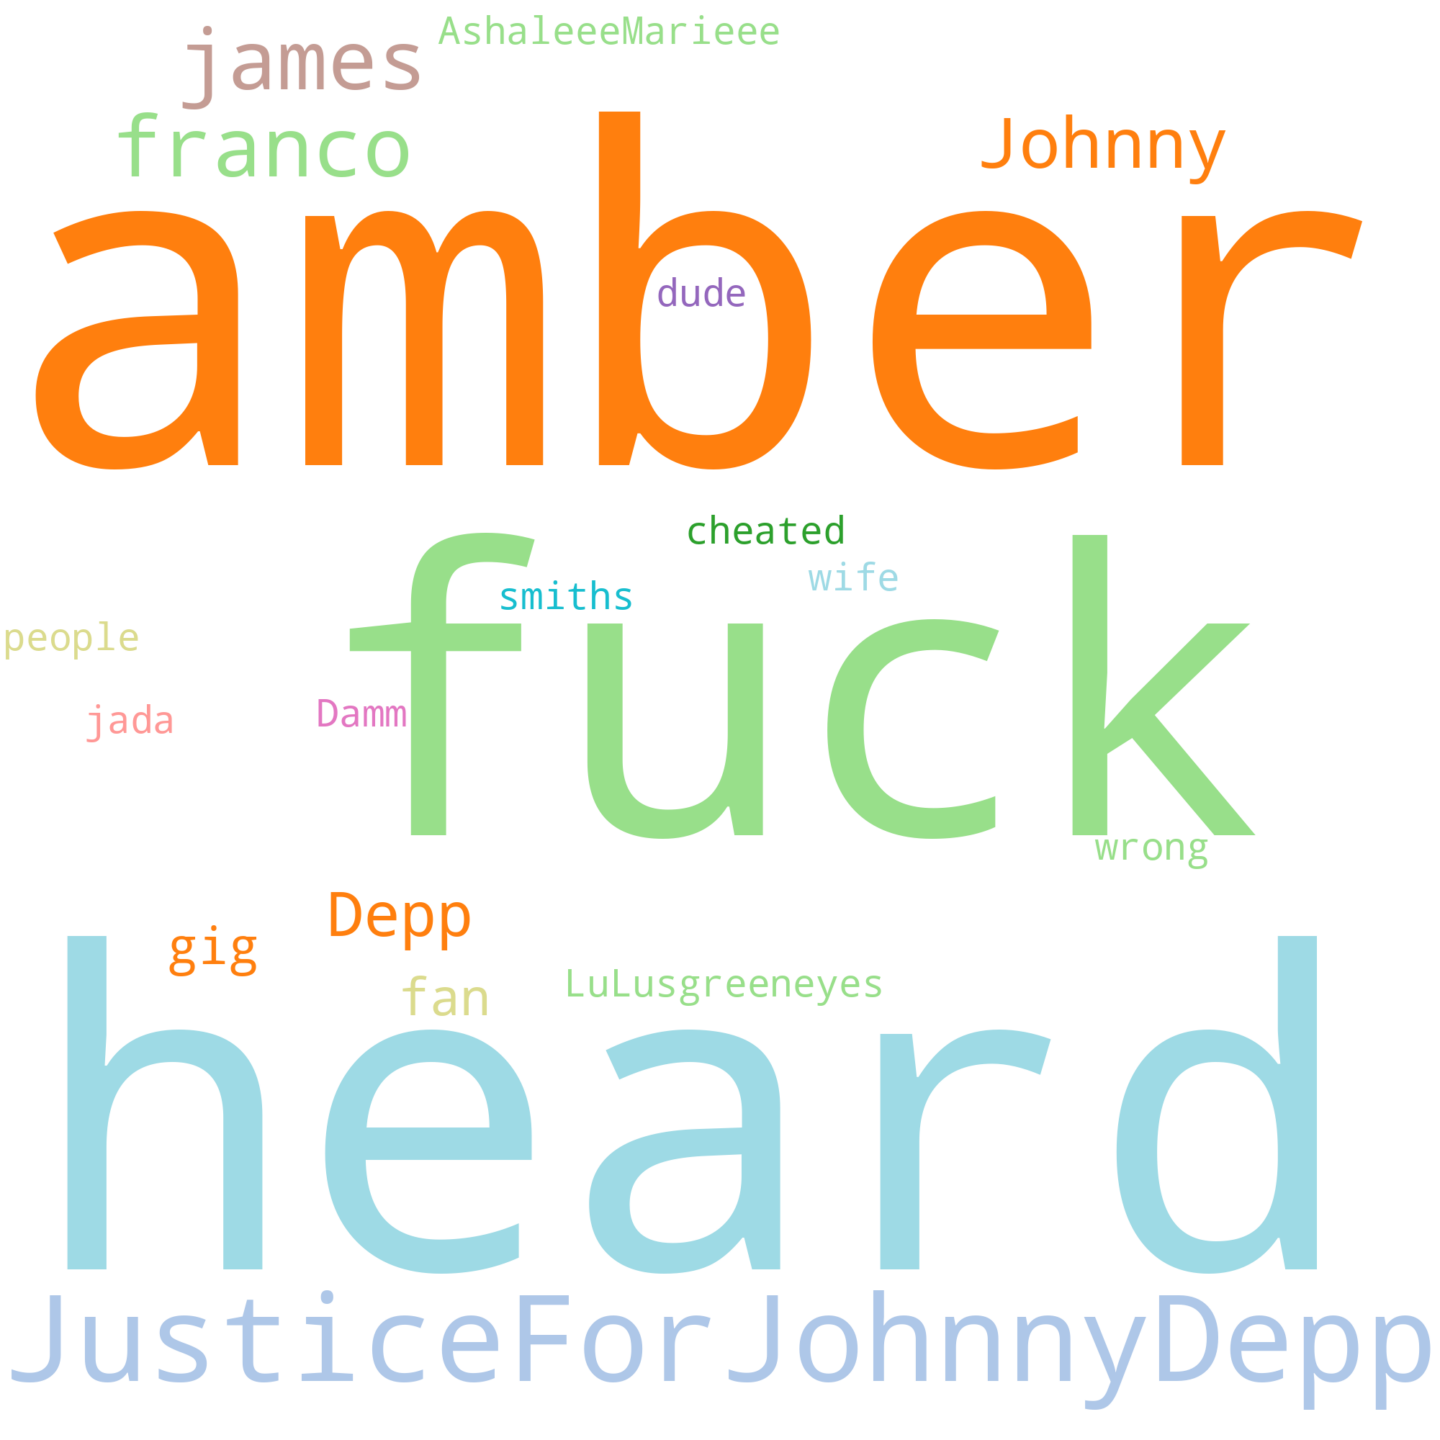 AshaleeeMarieee
james
franco
Johnny
amber
dude
cheated
wife
smiths
people
jada
Damm
fuck
wrong
Depp
gig
fan
LuLusgreeneyes
heard
JusticeForJohnnyDepp